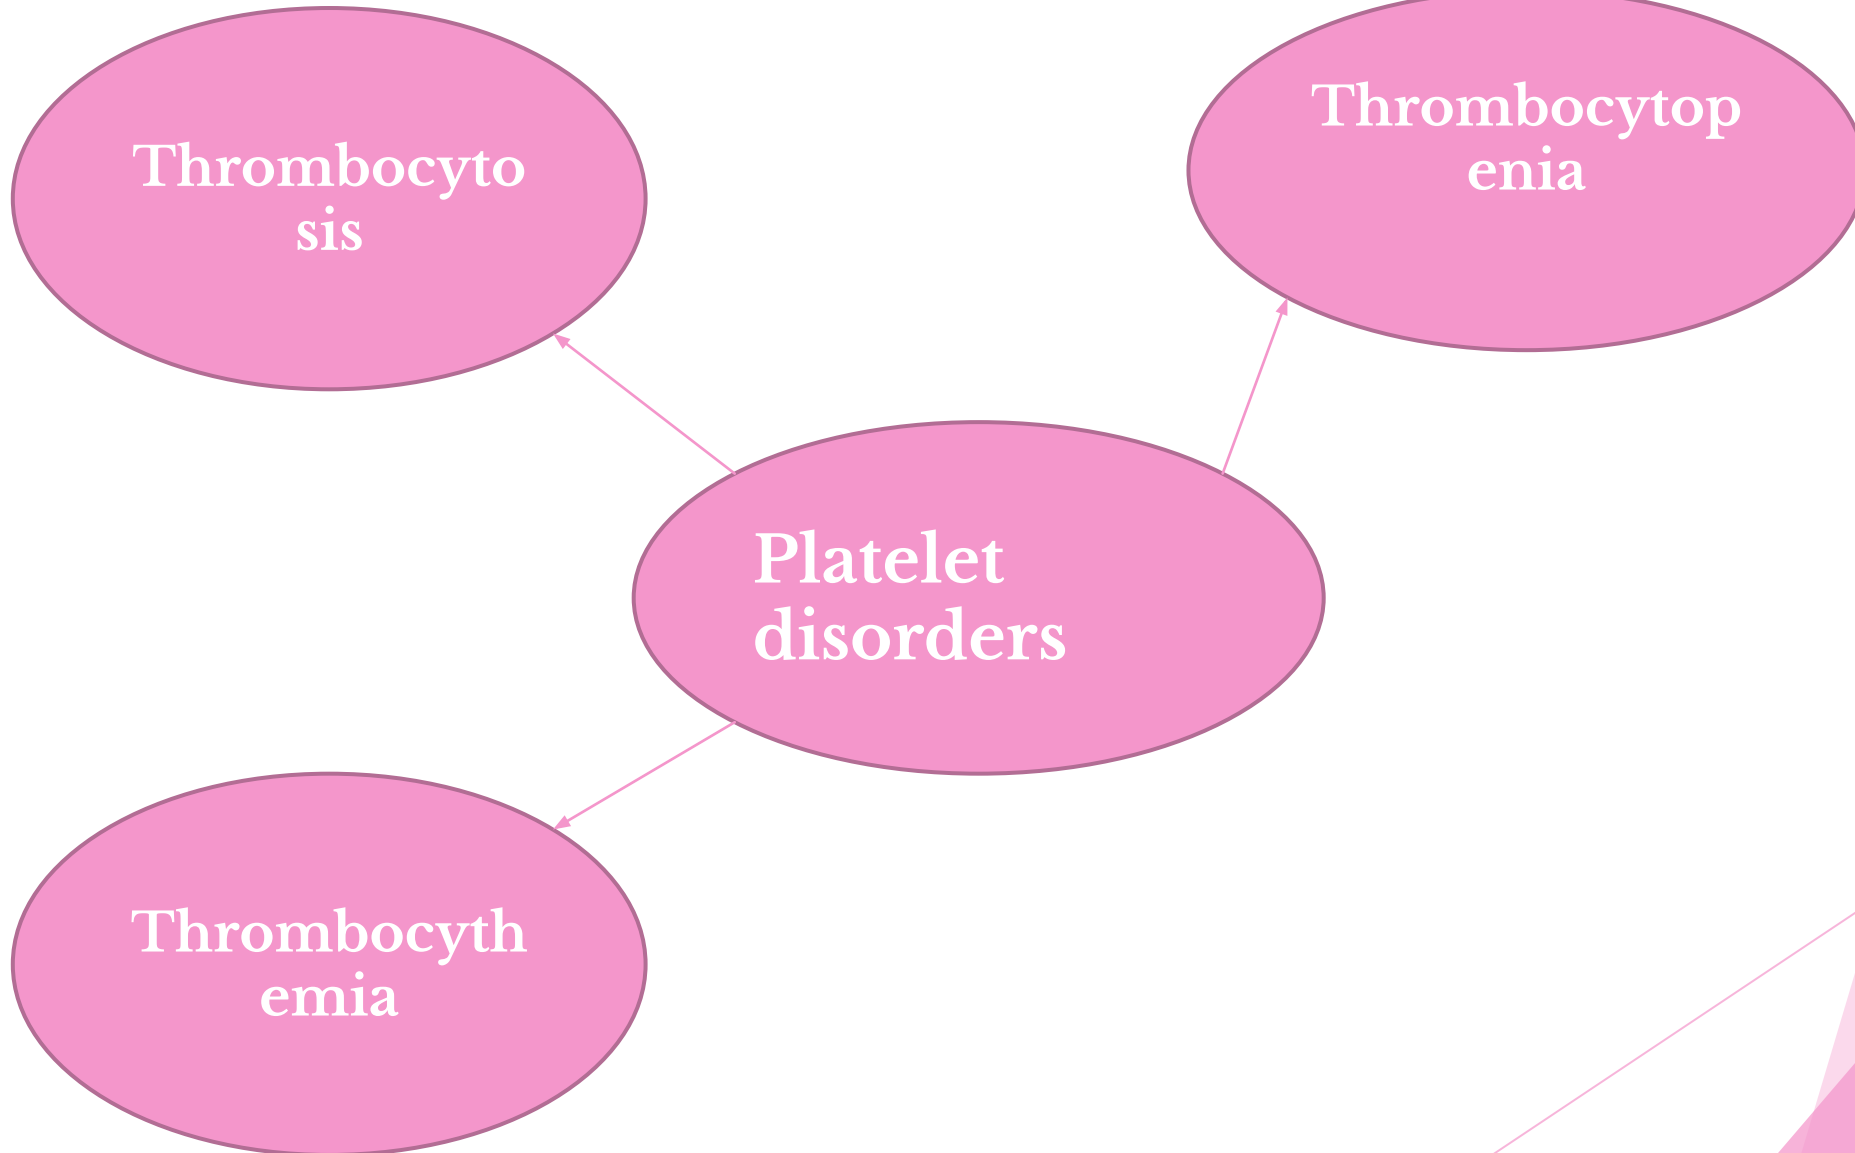 Thrombocyto
sis
Thrombocytop
enia
Platelet
disorders
Thrombocyth
emia